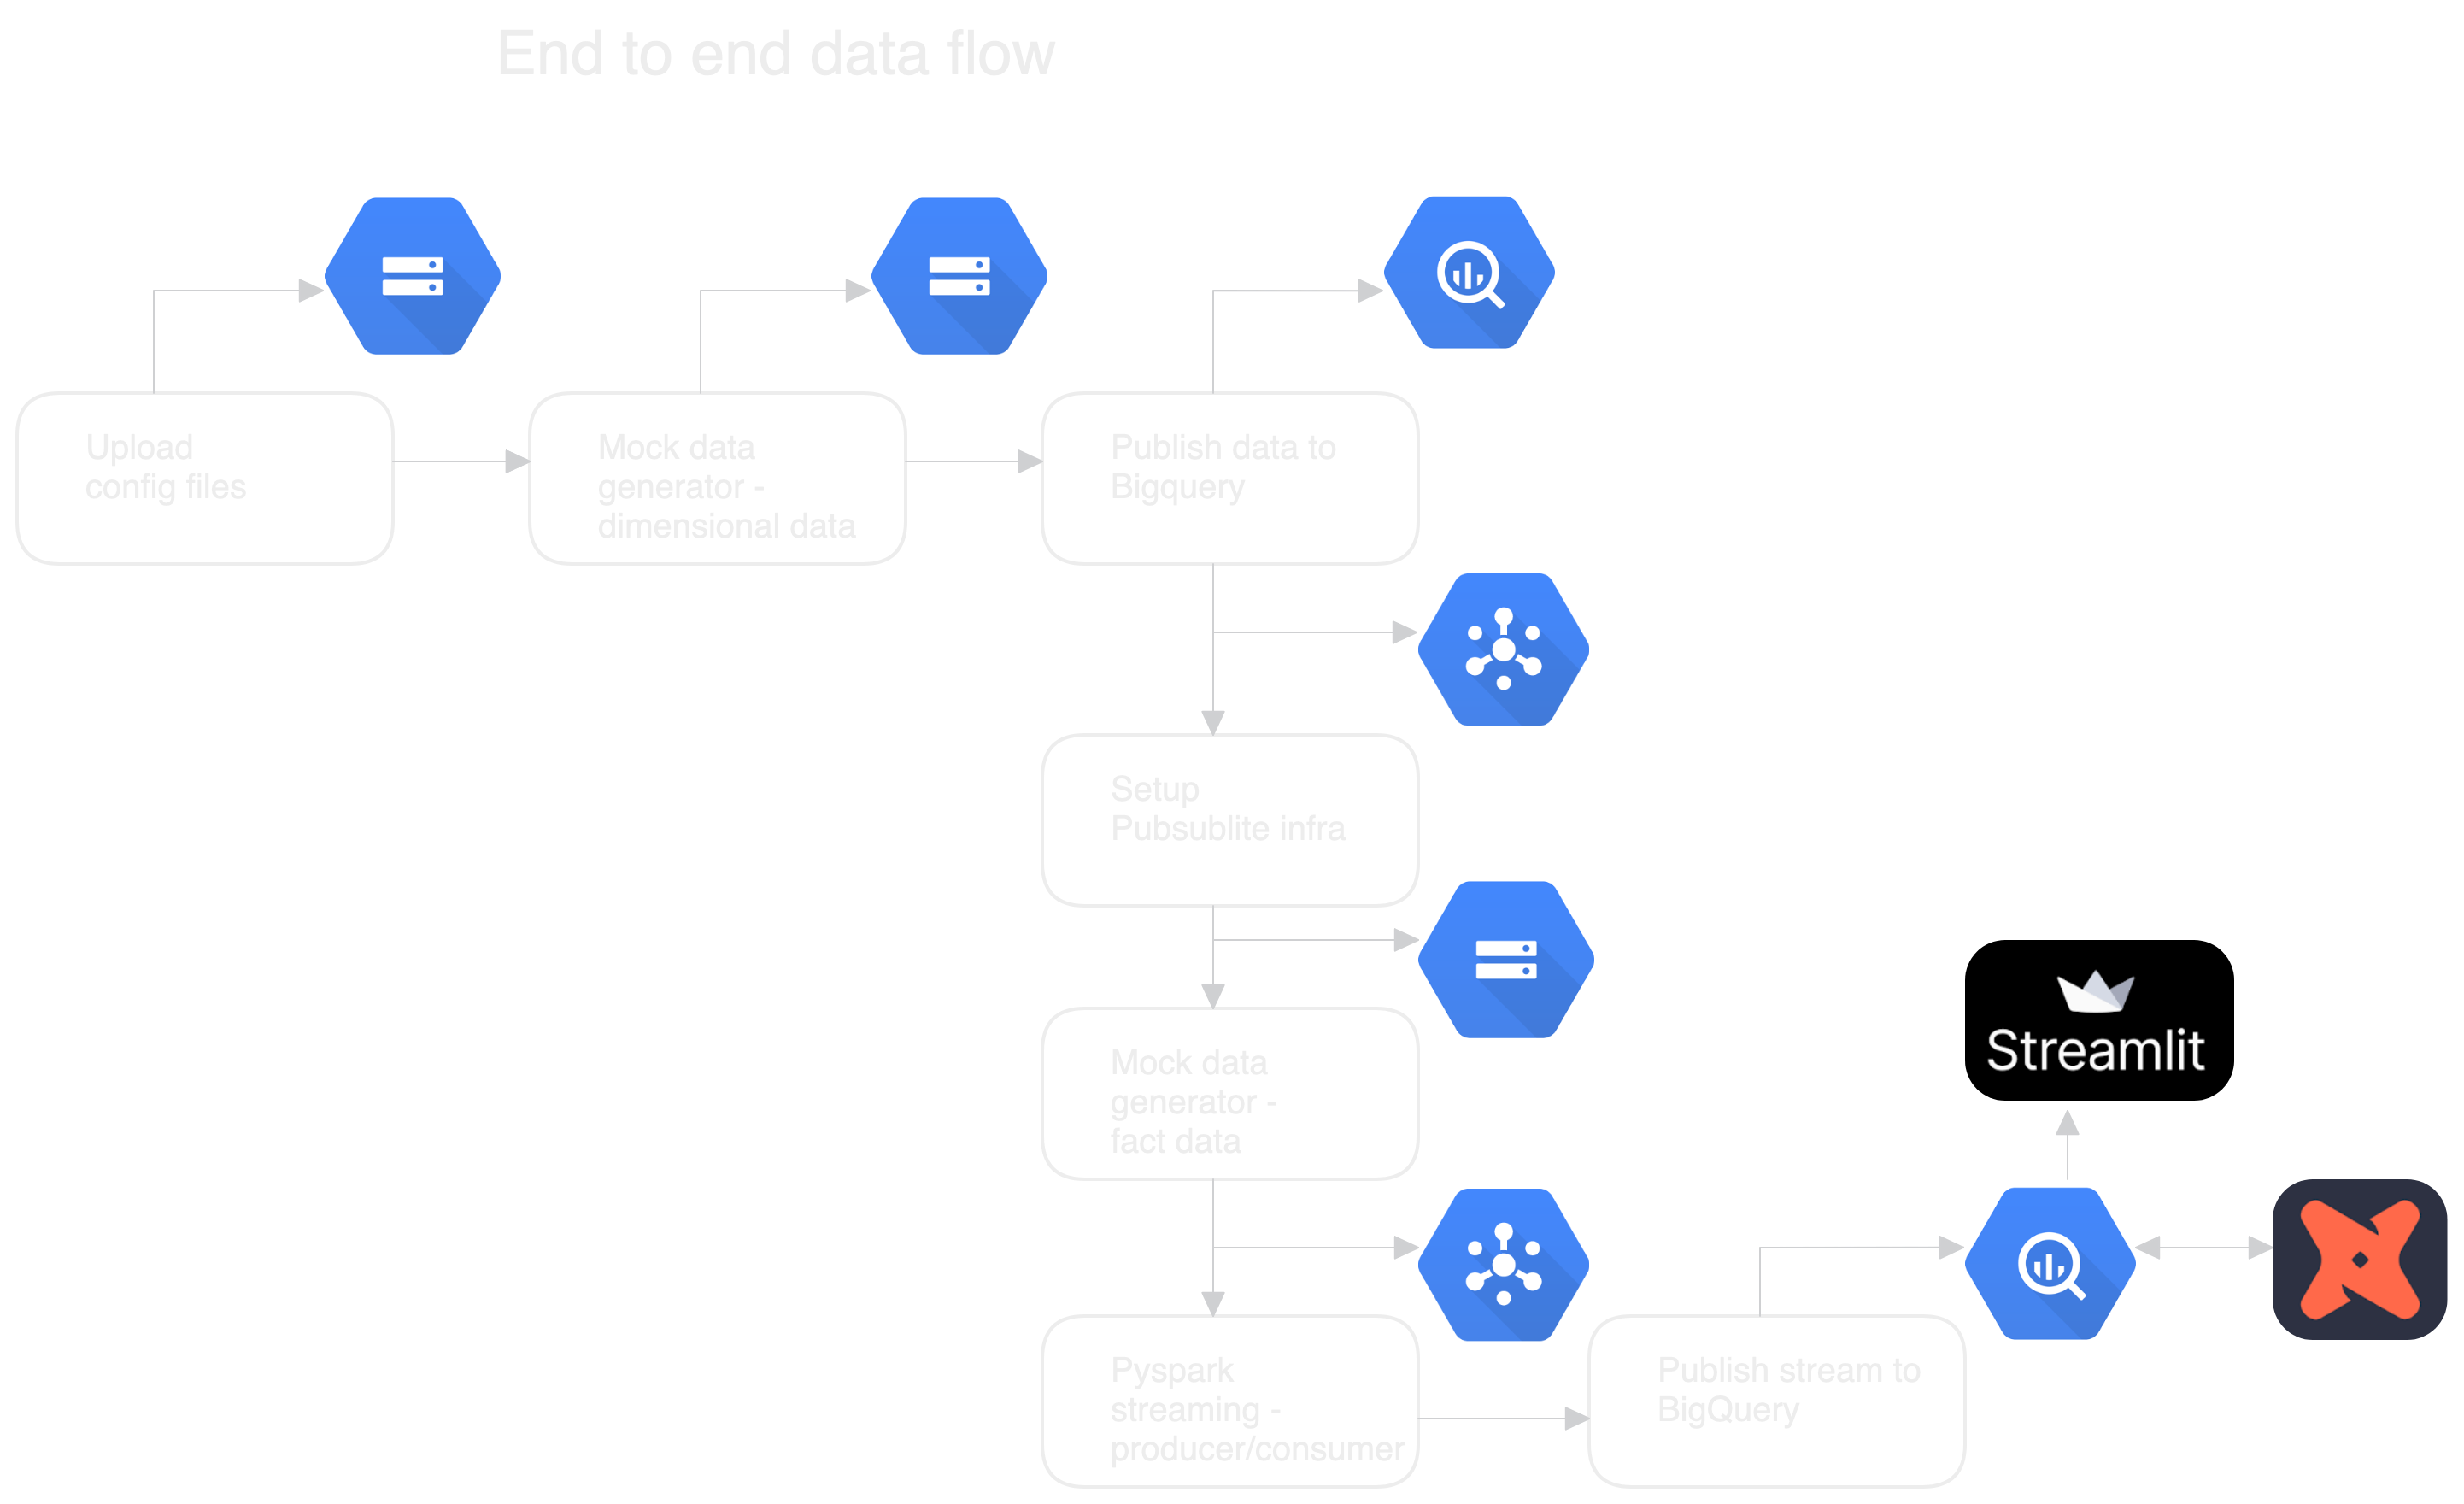 End to end data flow
Upload
config files
Mock data
generator -
dimensional data
Publish data to
Bigquery
Setup
Pubsublite infra
Mock data
generator -
fact data
Streamlit
Pyspark
streaming -
producer/consumer
Publish stream to
BigQuery